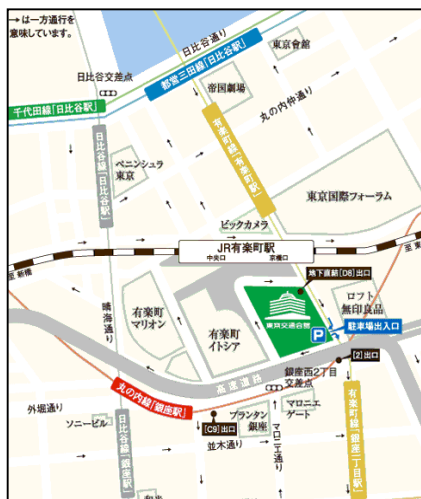 →は一方通行を
意味しています。
日比谷通り
東京會館
日比谷交差点
都営三田線「日比谷駅」
千代田線「日比谷駅」
帝国劇場
丸の内仲通り
日比谷線「日比谷駅」
有楽町線「有楽町駅」
ペニンシュラ
東京
東京国際フォーラム
ビックカメラ
JR有楽町駅
中央口
京橋口
至 新橋
至 東
地下直結[D8]出口
晴海通り
有楽町
マリオン
有楽町
イトシア
東京交通会館
ロフト
無印良品
P
駐車場出入口
[2]出口
高速道路
銀座西2丁目
交差点
丸の内線「銀座駅」
外堀通り
ソニービル
日比谷線「銀座駅」
[C9]出口
プランタン
銀座
マロニエ
ゲート
並木通り
マロニエ通り
有楽町線「銀座一丁目駅」